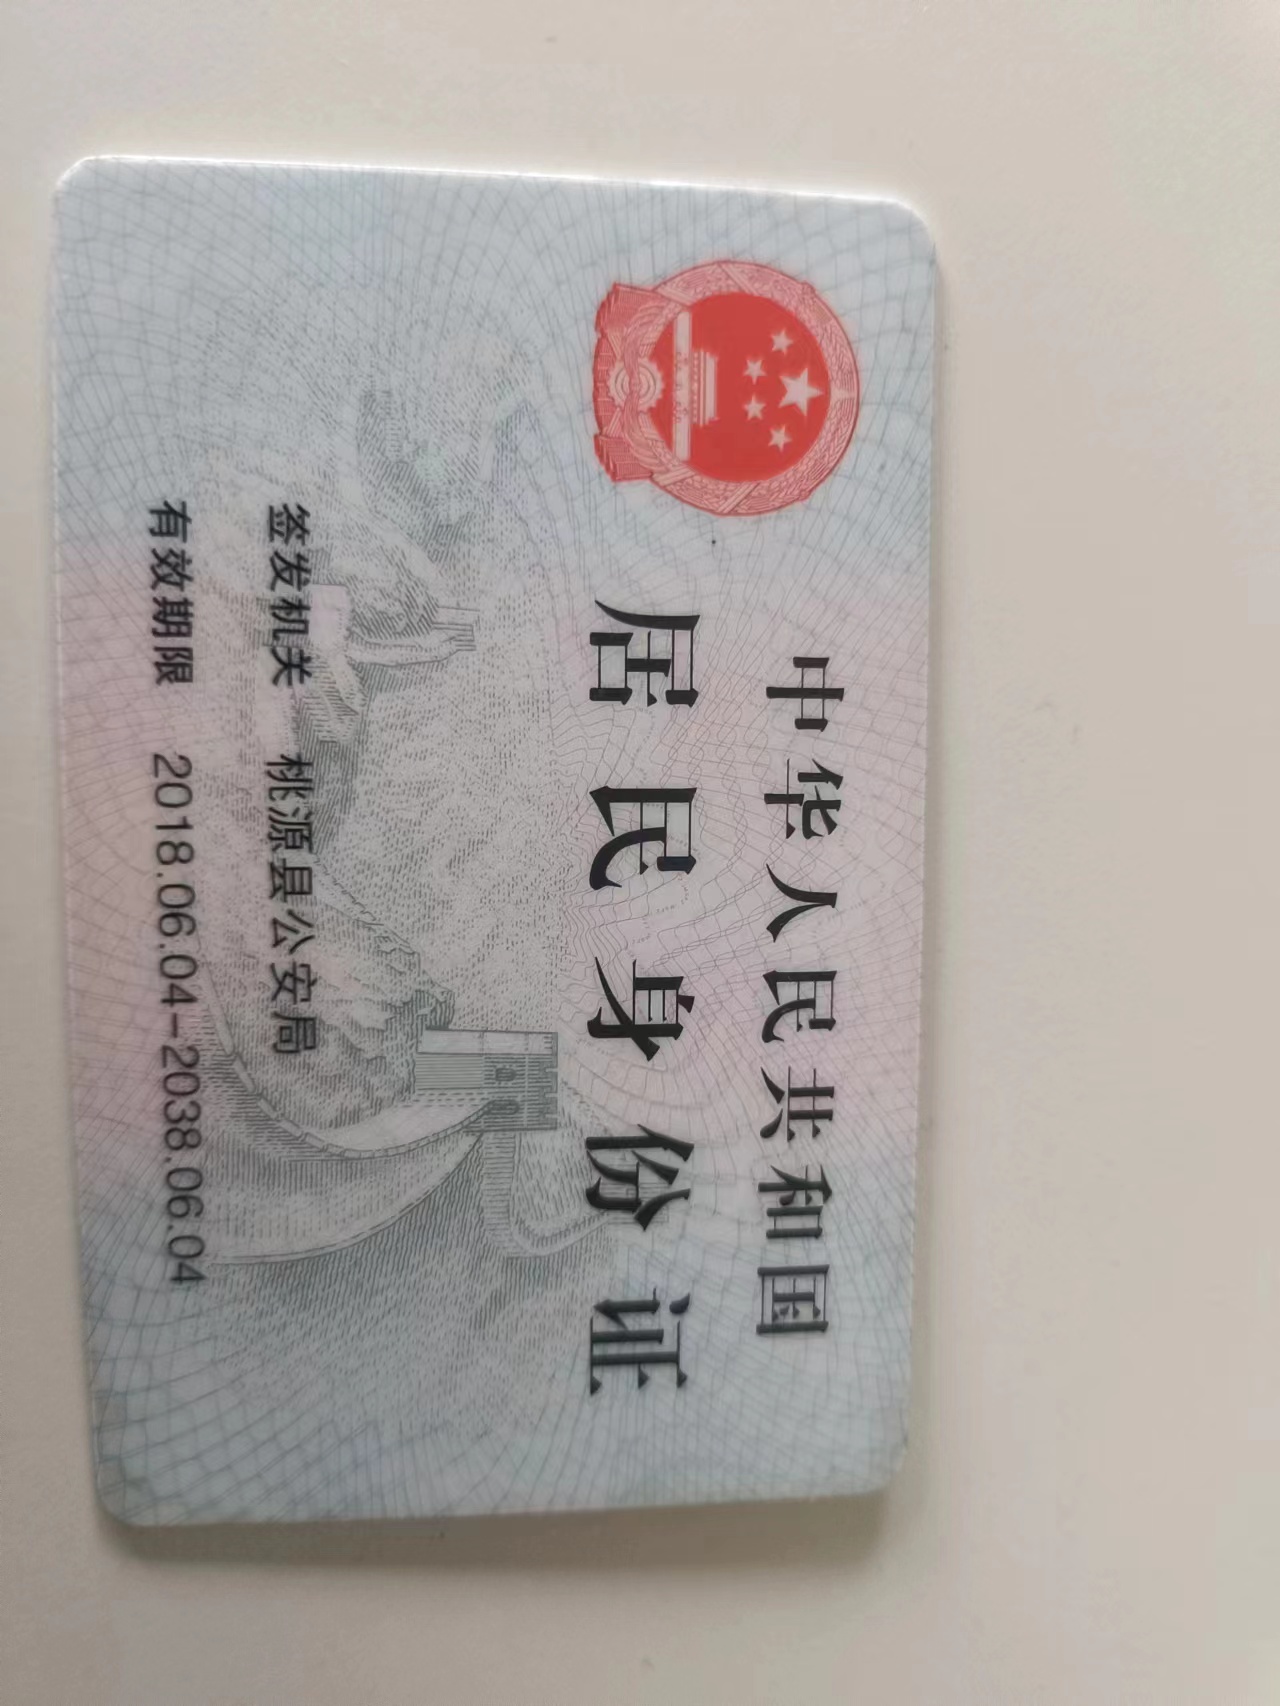 中华人民共和国
居民身份证
签发机关 桃源县公安局
有效期限 2018.06.04-2038.06.04